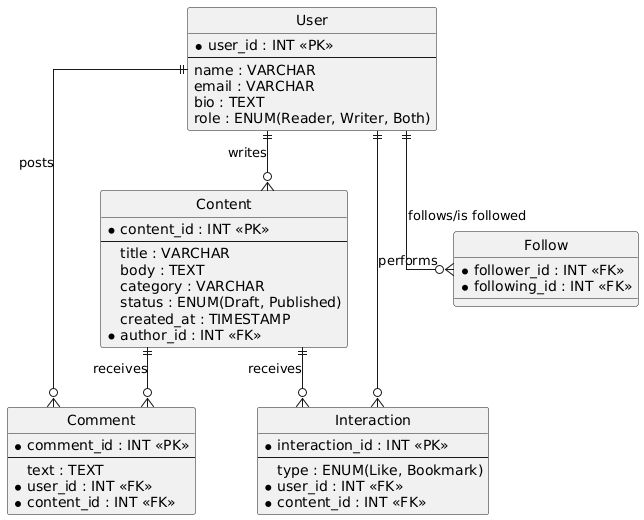 User
* user_id : INT «PK»
name : VARCHAR
email : VARCHAR
bio : TEXT
role : ENUM(Reader, Writer, Both)
posts
writes
follows/is followed
performs
Content
* content_id : INT «PK»
title : VARCHAR
body : TEXT
category : VARCHAR
status : ENUM(Draft, Published)
created_at : TIMESTAMP
* author_id : INT «FK»
Follow
* follower_id : INT «FK»
* following_id : INT «FK»
receives
receives
Comment
* comment_id : INT «PK»
text : TEXT
* user_id : INT «FK»
* content_id : INT «FK»
Interaction
* interaction_id : INT «PK»
type : ENUM(Like, Bookmark)
* user_id : INT «FK»
* content_id : INT «FK»